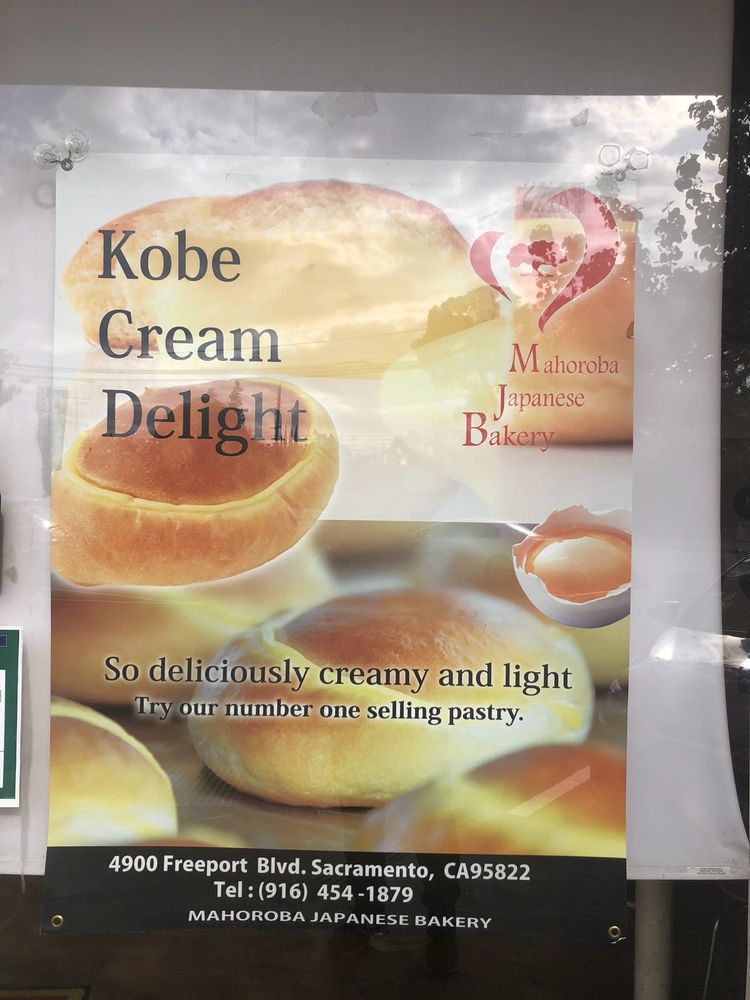 Kobe
Cream
Delight
Mahoroba
Japanese
Bakery
So deliciously creamy and light
Try our number one selling pastry.
4900 Freeport Blvd. Sacramento, CA95822
Tel : (916) 454 -1879
MAHOROBA JAPANESE BAKERY